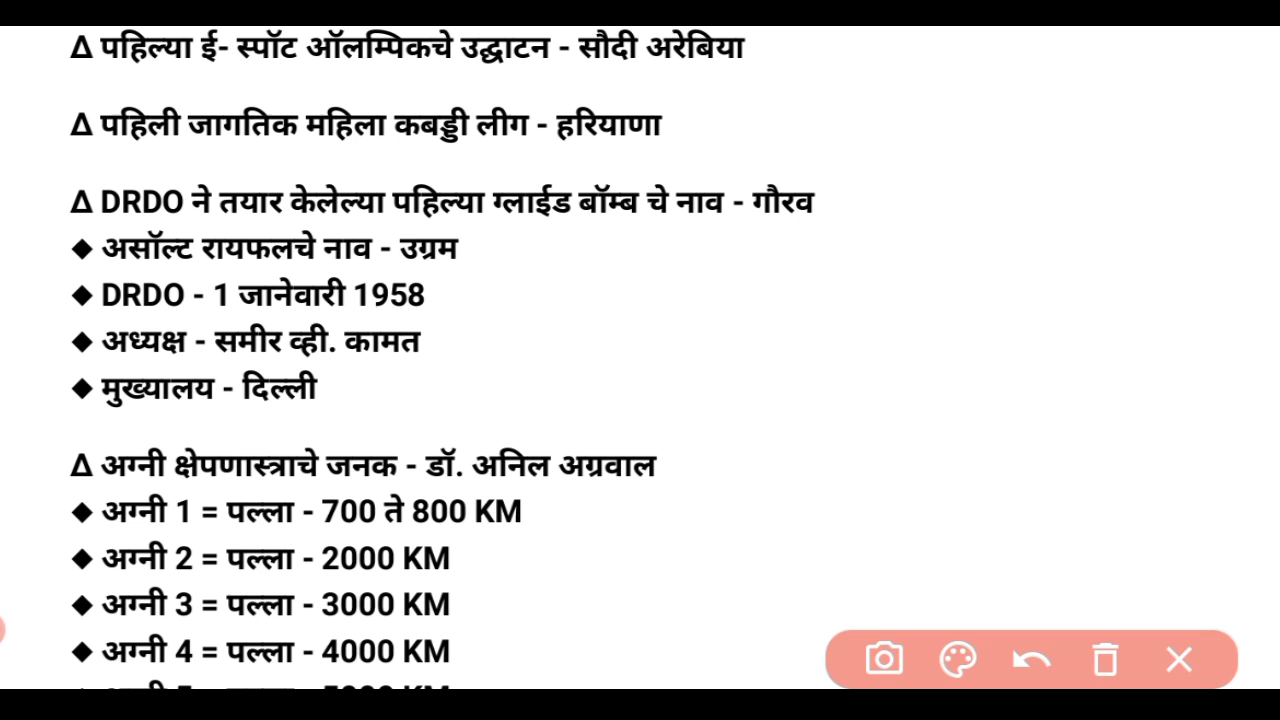 Δ पहिल्या ई- स्पॉट ऑलम्पिकचे उद्घाटन - सौदी अरेबिया
Δ पहिली जागतिक महिला कबड्डी लीग - हरियाणा
Δ DRDO ने तयार केलेल्या पहिल्या ग्लाईड बॉम्ब चे नाव - गौरव
◆ असॉल्ट रायफलचे नाव - उग्रम
◆ DRDO - 1 जानेवारी 1958
◆ अध्यक्ष - समीर व्ही. कामत
◆ मुख्यालय - दिल्ली
Δ अग्नी क्षेपणास्त्राचे जनक - डॉ. अनिल अग्रवाल
◆ अग्नी 1 = पल्ला - 700 ते 800 KM
◆ अग्नी 2 = पल्ला - 2000 KM
◆ अग्नी 3 = पल्ला - 3000 KM
◆ अग्नी 4 = पल्ला - 4000 KM